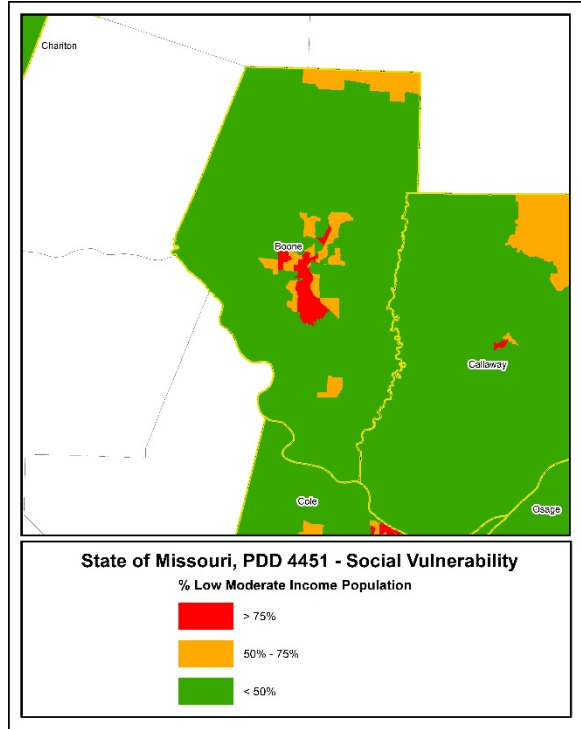 Chariton
Boone
Callaway
Cole
Osage
State of Missouri, PDD 4451 - Social Vulnerability
% Low Moderate Income Population
> 75%
50% - 75%
< 50%